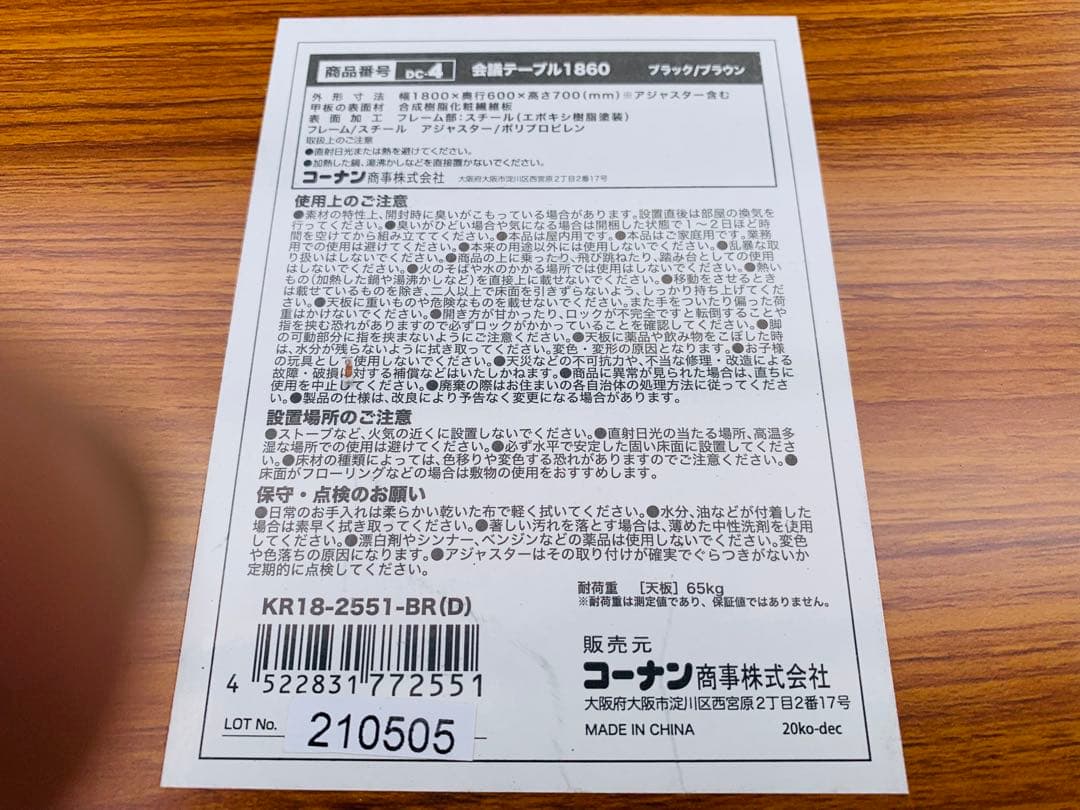 商品番号 DC-4 会議テーブル1860 ブラック/ブラウン
外形寸法 幅1800×奥行600×高さ700(mm)※アジャスター含む
甲板の表面材 合成樹脂化粧繊維板
表面加工 フレーム部:スチール(エポキシ樹脂塗装)
フレーム/スチール アジャスター/ポリプロピレン
取扱上のご注意
●直射日光または熱を避けてください。
●加熱した鍋、湯沸かしなどを直接置かないでください。
コーナン商事株式会社 大阪府大阪市淀川区西宮原2丁目2番17号
使用上のご注意
●素材の特性上、開封時に臭いがこもっている場合があります。設置直後は部屋の換気を
行ってください。●臭いがひどい場合や気になる場合は開梱した状態で1〜2日ほど時
間を空けてから組み立ててください。●本品は屋内用です。●本品はご家庭用です。業務
用での使用は避けてください。●本来の用途以外には使用しないでください。●乱暴な取
り扱いはしないでください。●商品の上に乗ったり、飛び跳ねたり、踏み台としての使用
はしないでください。●火のそばや水のかかる場所では使用はしないでください。●熱い
もの(加熱した鍋や湯沸かしなど)を直接上に載せないでください。●移動をさせるとき
は載せているものを除き、二人以上で床面を引きずらないよう、しっかり持ち上げてくだ
さい。●天板に重いものや危険なものを載せないでください。また手をついたり偏った荷
重はかけないでください。●開き方が甘かったり、ロックが不完全ですと転倒することや
指を挟む恐れがありますので必ずロックがかかっていることを確認してください。●脚
の可動部分に指を挟まないようにご注意ください。●天板に薬品や飲み物をこぼした時
は、水分が残らないように拭き取ってください。変色・変形の原因となります。●お子様
の玩具として使用しないでください。●天災などの不可抗力や、不当な修理・改造による
故障・破損に対する補償などはいたしかねます。●商品に異常が見られた場合は、直ちに
使用を中止してください。●廃棄の際はお住まいの各自治体の処理方法に従ってくださ
い。●製品の仕様は、改良により予告なく変更になる場合があります。
設置場所のご注意
●ストーブなど、火気の近くに設置しないでください。●直射日光の当たる場所、高温多
湿な場所での使用は避けてください。●必ず水平で安定した固い床面に設置してくださ
い。●床材の種類によっては、色移りや変色する恐れがありますのでご注意ください。●
床面がフローリングなどの場合は敷物の使用をおすすめします。
保守・点検のお願い
●日常のお手入れは柔らかい乾いた布で軽く拭いてください。●水分、油などが付着した
場合は素早く拭き取ってください。●著しい汚れを落とす場合は、薄めた中性洗剤を使用
してください。●漂白剤やシンナー、ベンジンなどの薬品は使用しないでください。変色
や色落ちの原因になります。●アジャスターはその取り付けが確実でぐらつきがないか
定期的に点検してください。
耐荷重 [天板]65kg
※耐荷重は測定値であり、保証値ではありません。
KR18-2551-BR(D)
4 522831 772551
LOT No. 210505
販売元
コーナン商事株式会社
大阪府大阪市淀川区西宮原2丁目2番17号
MADE IN CHINA 20ko-dec